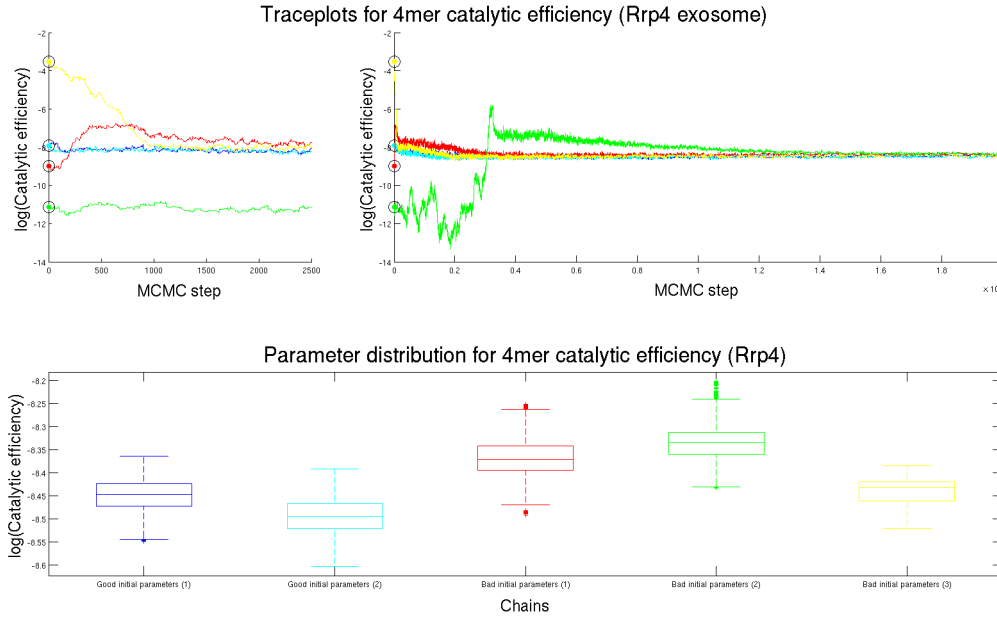 Traceplots for 4mer catalytic efficiency (Rrp4 exosome)
log(Catalytic efficiency)
-2
-4
-6
-8
-10
-12
-14
0 500 1000 1500 2000 2500
MCMC step
log(Catalytic efficiency)
-2
-4
-6
-8
-10
-12
-14
0 0.2 0.4 0.6 0.8 1 1.2 1.4 1.6 1.8
MCMC step
×10
Parameter distribution for 4mer catalytic efficiency (Rrp4)
log(Catalytic efficiency)
-8.2
-8.25
-8.3
-8.35
-8.4
-8.45
-8.5
-8.55
-8.6
Good initial parameters (1) Good initial parameters (2) Bad initial parameters (1) Bad initial parameters (2) Bad initial parameters (3)
Chains